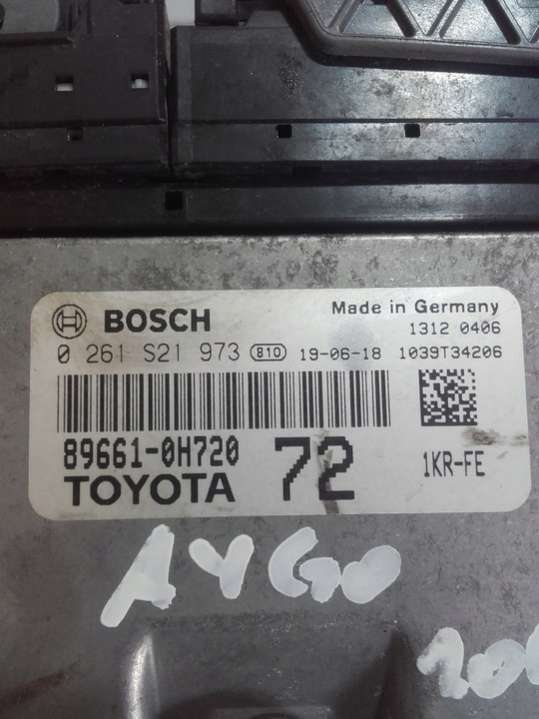 BOSCH
Made in Germany
1312 0406
0 261 S21 973 810 19-06-18 1039T34206
89661-0H720
72
1KR-FE
TOYOTA
AYGO